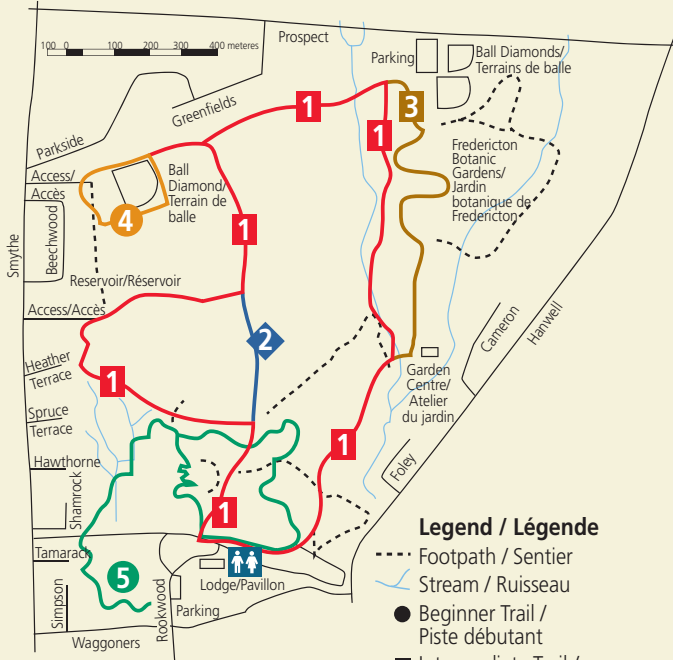 Prospect
100 0 100 200 300 400 meteres
Parking
Ball Diamonds/
Terrains de balle
Greenfields
1
3
1
Parkside
Fredericton
Botanic
Gardens/
Jardin
botanique de
Fredericton
Access/
Accès
Ball
Diamond/
Terrain de
balle
4
1
Smythe
Beechwood
Reservoir/Réservoir
Access/Accès
2
Cameron
Hanwell
Heather
Terrace
1
Garden
Centre/
Atelier
du jardin
Spruce
Terrace
1
Hawthorne
Foley
Shamrock
1
Tamarack
5
Lodge/Pavillon
Simpson
Rookwood
Parking
Waggoners
Legend / Légende
Footpath / Sentier
Stream / Ruisseau
Beginner Trail /
Piste débutant
Intermediate Trail /